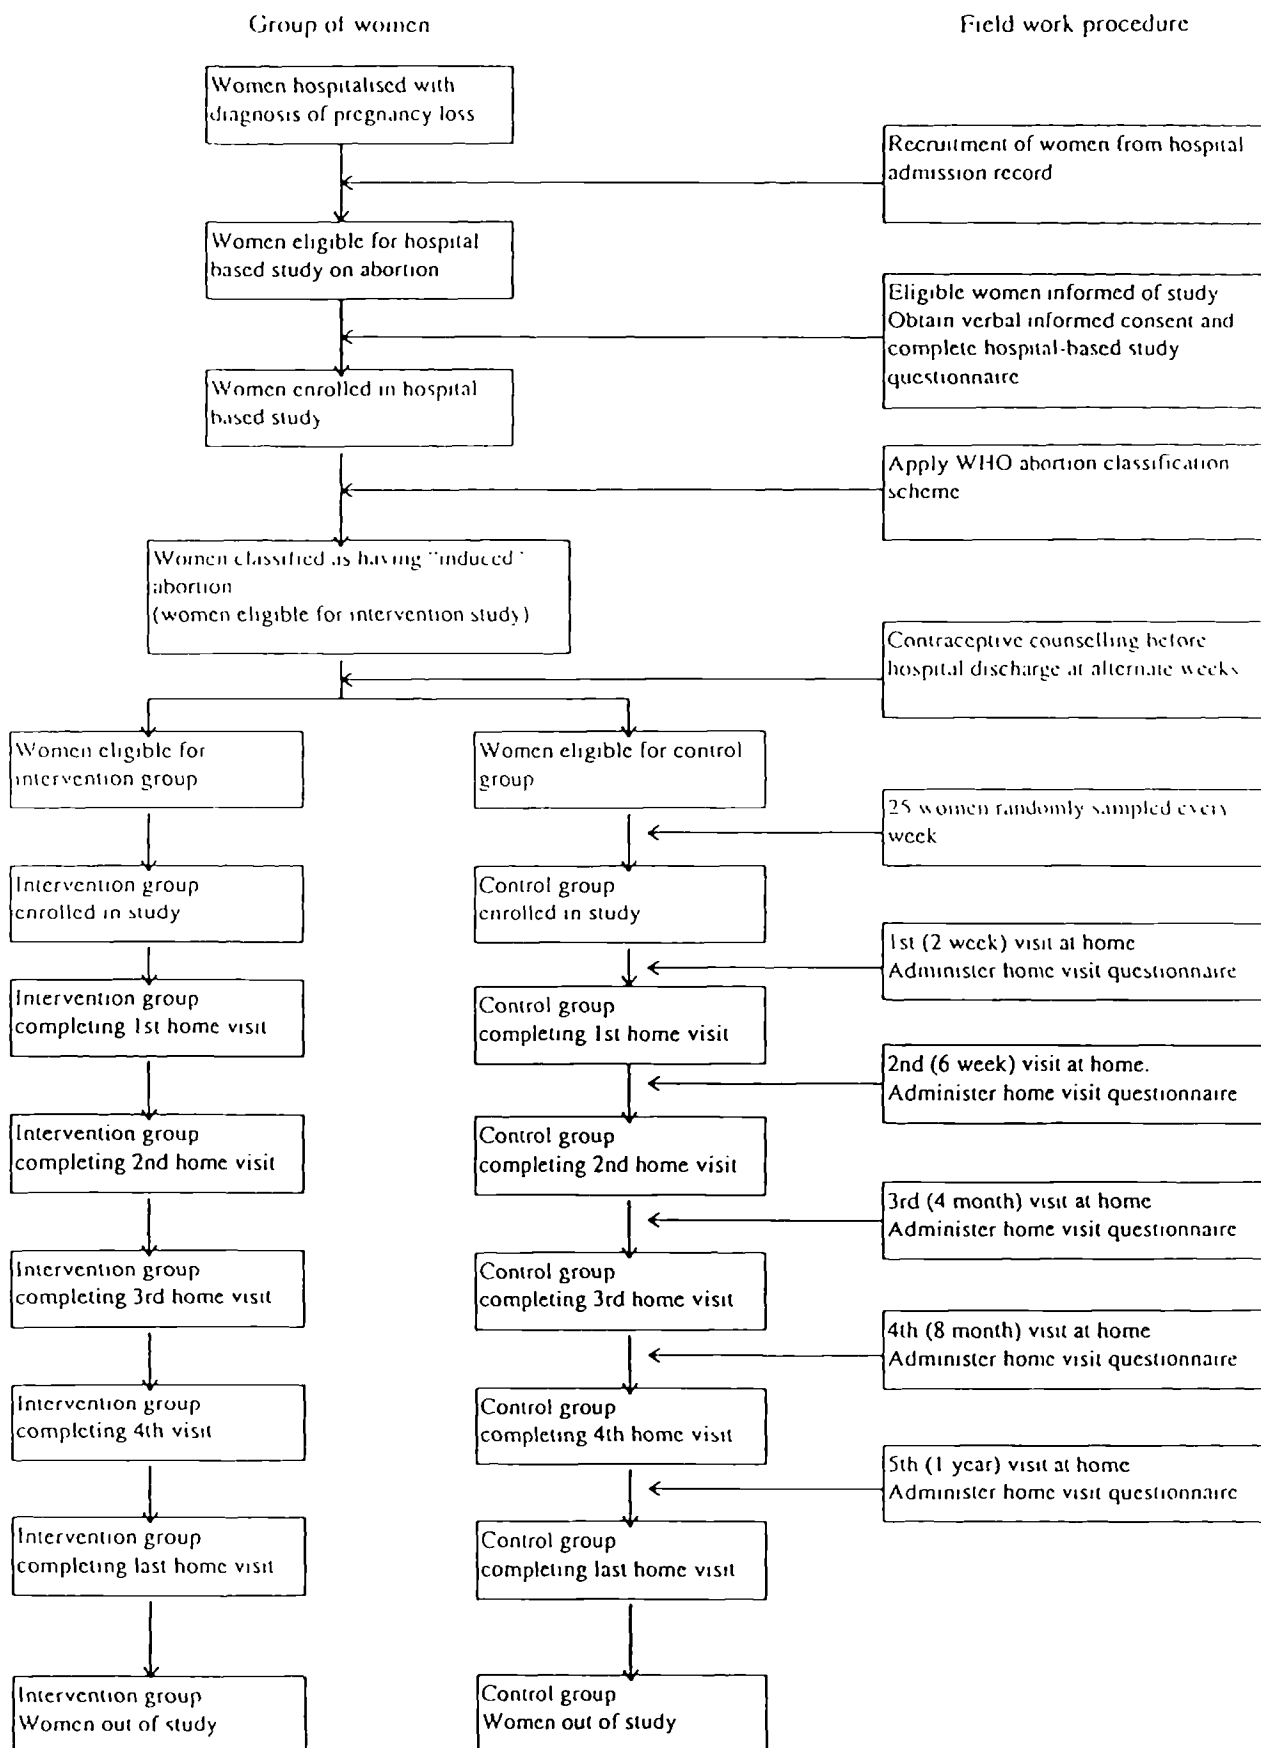 Group of women
Field work procedure
Women hospitalised with
diagnosis of pregnancy loss
Recruitment of women from hospital
admission record
Women eligible for hospital
based study on abortion
Eligible women informed of study
Obtain verbal informed consent and
complete hospital-based study
questionnaire
Women enrolled in hospital
based study
Apply WHO abortion classification
scheme
Women classified as having "induced"
abortion
(women eligible for intervention study)
Contraceptive counselling before
hospital discharge at alternate weeks
Women eligible for
intervention group
Women eligible for control
group
25 women randomly sampled every
week
Intervention group
enrolled in study
Control group
enrolled in study
1st (2 week) visit at home
Administer home visit questionnaire
Intervention group
completing 1st home visit
Control group
completing 1st home visit
2nd (6 week) visit at home.
Administer home visit questionnaire
Intervention group
completing 2nd home visit
Control group
completing 2nd home visit
3rd (4 month) visit at home
Administer home visit questionnaire
Intervention group
completing 3rd home visit
Control group
completing 3rd home visit
4th (8 month) visit at home
Administer home visit questionnaire
Intervention group
completing 4th visit
Control group
completing 4th home visit
5th (1 year) visit at home
Administer home visit questionnaire
Intervention group
completing last home visit
Control group
completing last home visit
Intervention group
Women out of study
Control group
Women out of study